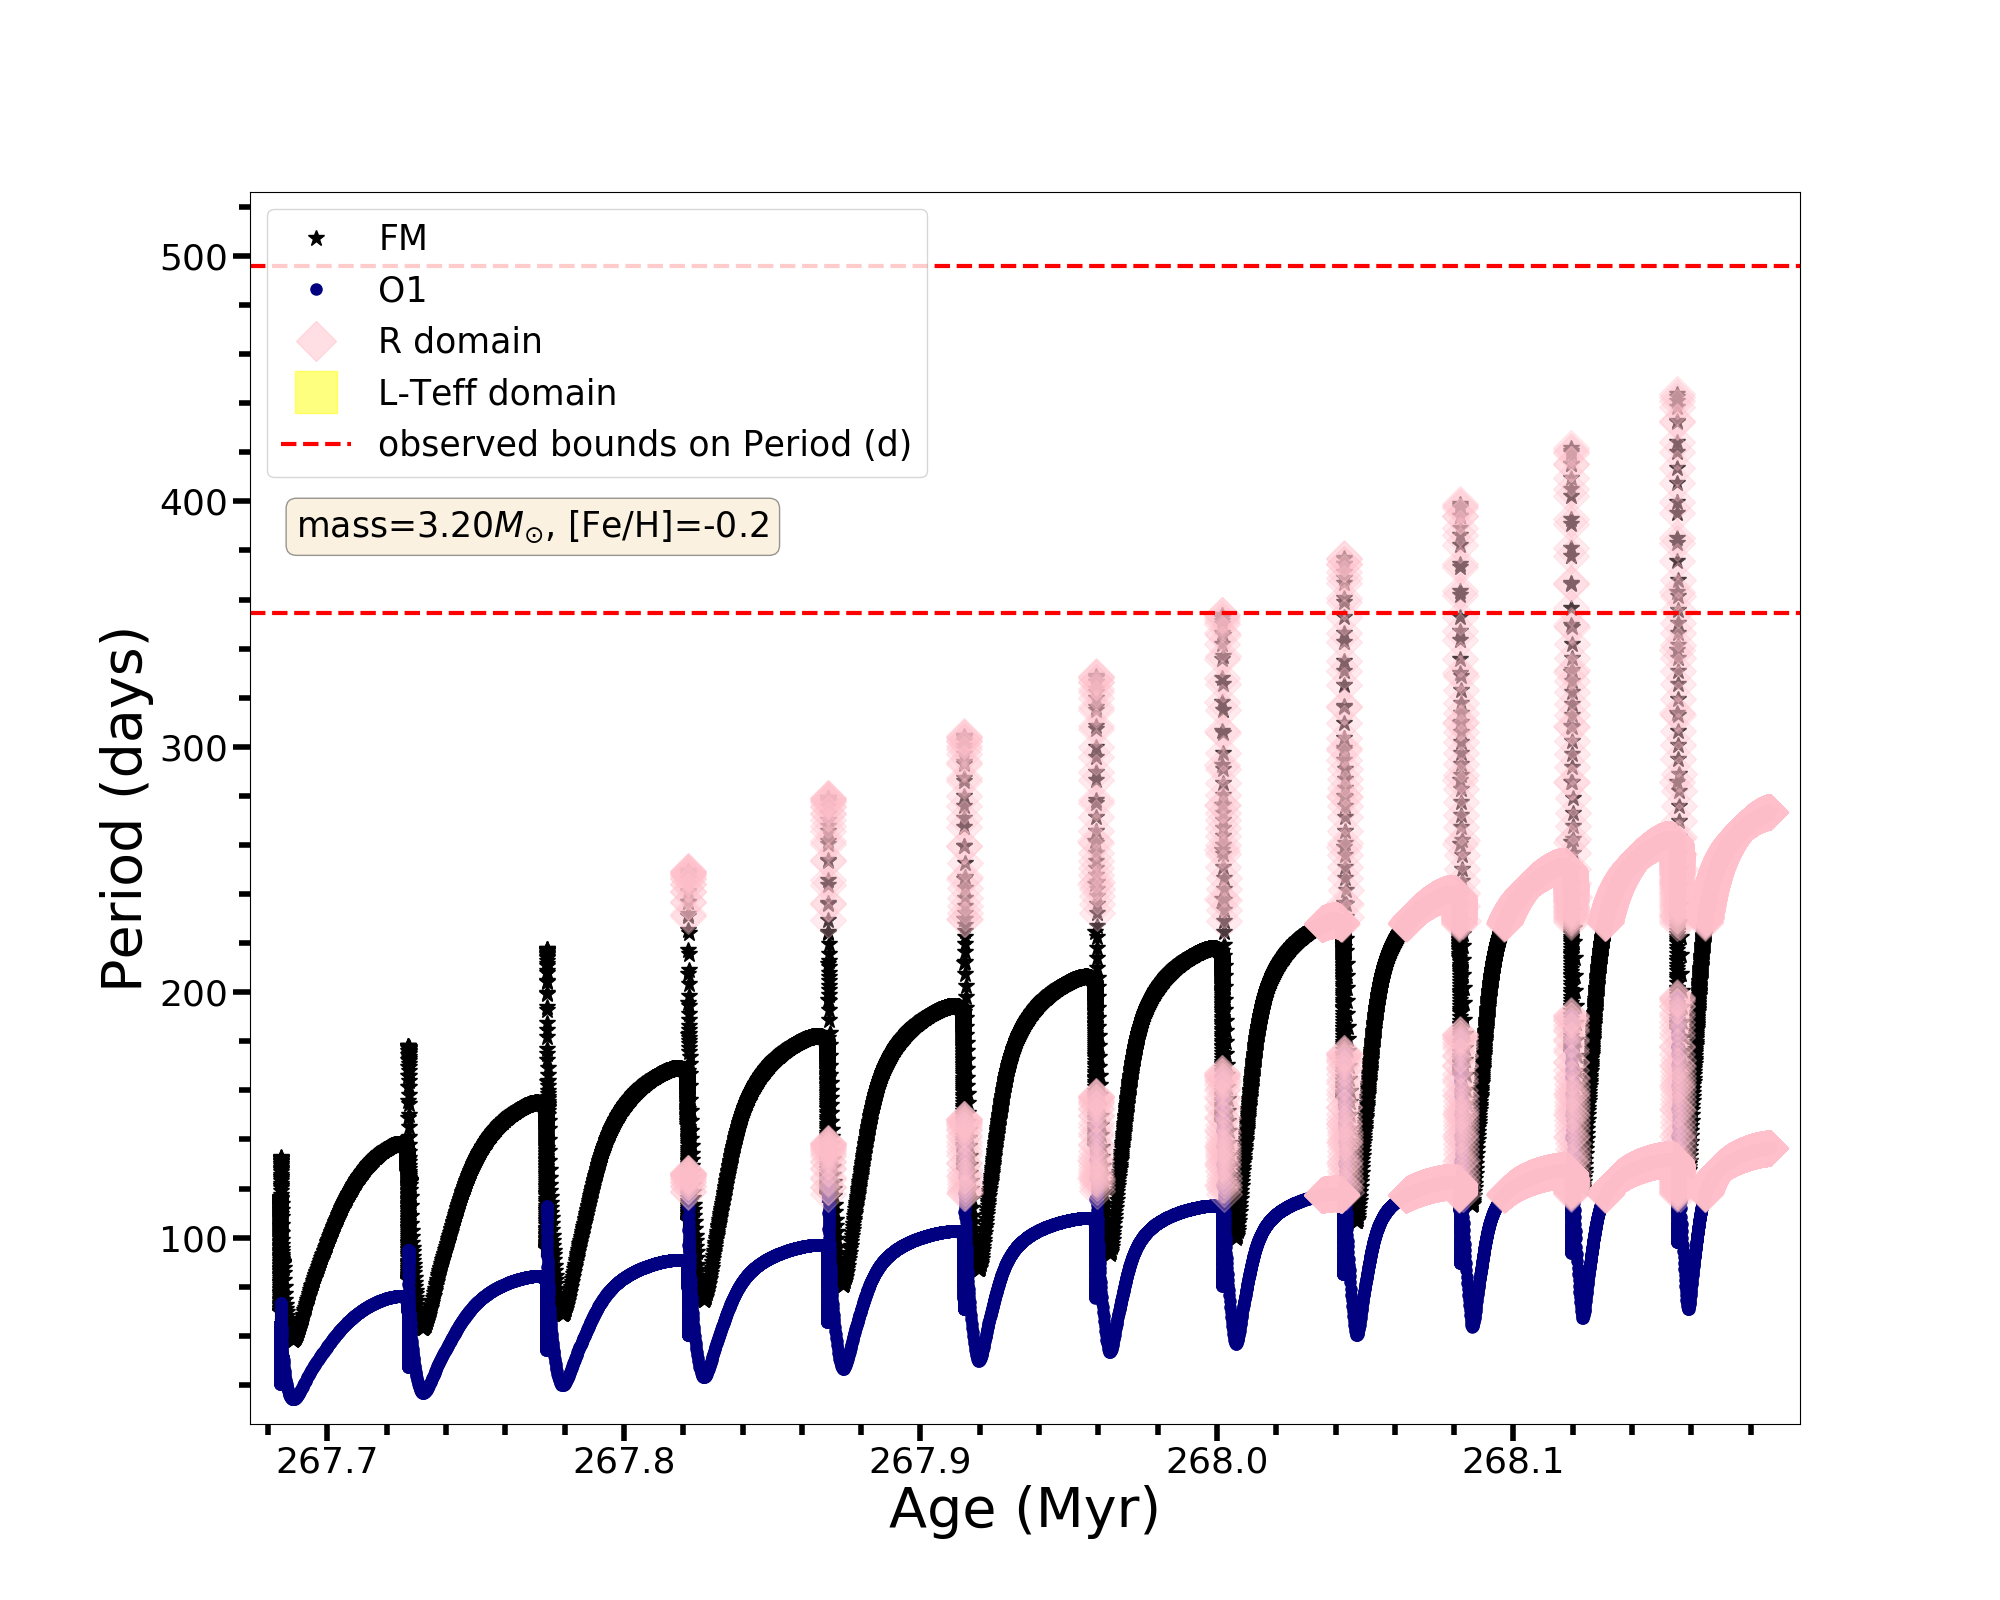 FM
O1
R domain
L-Teff domain
observed bounds on Period (d)
mass=3.20M⊙, [Fe/H]=-0.2
500
400
300
200
100
Period (days)
267.7 267.8 267.9 268.0 268.1
Age (Myr)